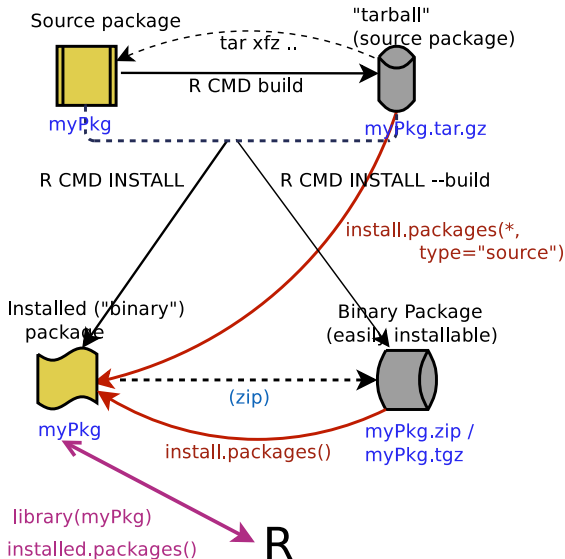 Source package
"tarball"
(source package)
tar xfz ..
R CMD build
myPkg
myPkg.tar.gz
R CMD INSTALL
R CMD INSTALL --build
install.packages(*,
type="source")
Installed ("binary")
package
Binary Package
(easily installable)
(zip)
myPkg
install.packages()
myPkg.zip /
myPkg.tgz
library(myPkg)
installed.packages()
R